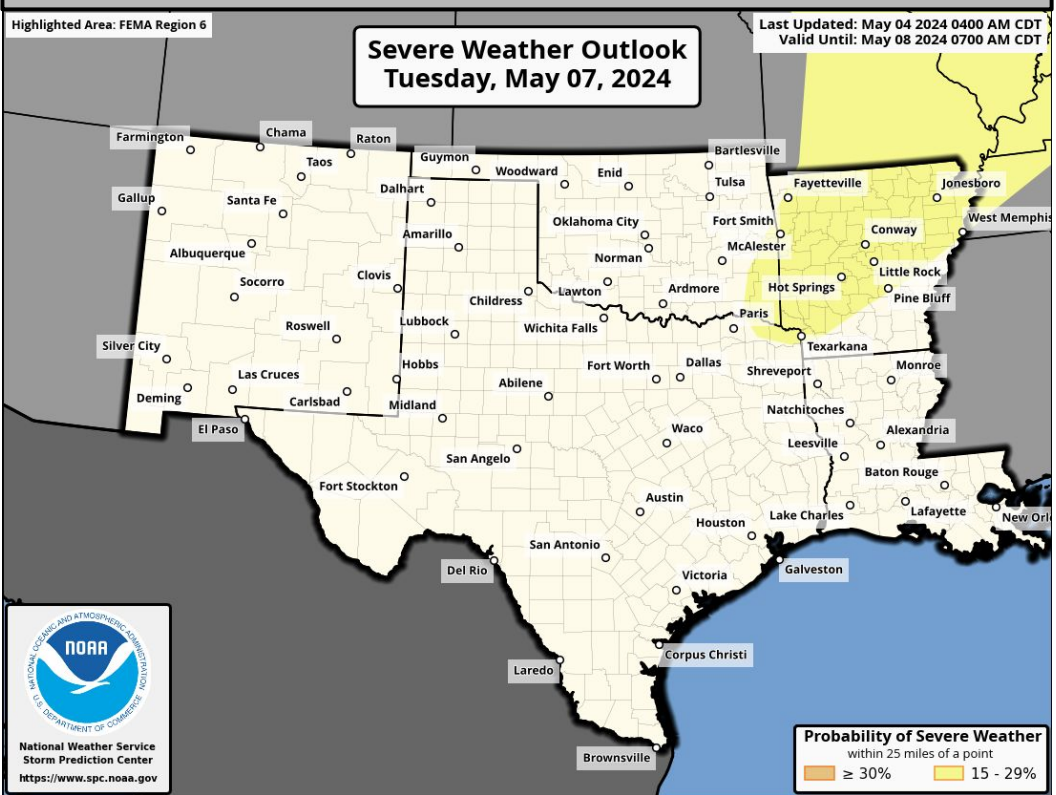 Highlighted Area: FEMA Region 6
Last Updated: May 04 2024 0400 AM CDT
Valid Until: May 08 2024 0700 AM CDT
Severe Weather Outlook
Tuesday, May 07, 2024
Farmington
Chama
Raton
Taos
Guymon
Woodward
Enid
Bartlesville
Tulsa
Fayetteville
Jonesboro
Gallup
Santa Fe
Dalhart
Oklahoma City
Fort Smith
West Memphis
Albuquerque
Amarillo
Norman
McAlester
Conway
Socorro
Clovis
Childress
Lawton
Ardmore
Hot Springs
Little Rock
Pine Bluff
Roswell
Lubbock
Wichita Falls
Paris
Texarkana
Silver City
Las Cruces
Hobbs
Abilene
Fort Worth
Dallas
Shreveport
Monroe
Deming
Carlsbad
Midland
Natchitoches
El Paso
San Angelo
Waco
Leesville
Alexandria
Fort Stockton
Austin
Baton Rouge
Houston
Lake Charles
Lafayette
New Orl
Del Rio
San Antonio
Victoria
Galveston
Laredo
Corpus Christi
Brownsville
NATIONAL OCEANIC AND ATMOSPHERIC ADMINISTRATION
NOAA
U.S. DEPARTMENT OF COMMERCE
National Weather Service
Storm Prediction Center
https://www.spc.noaa.gov
Probability of Severe Weather
within 25 miles of a point
≥ 30%
15 - 29%